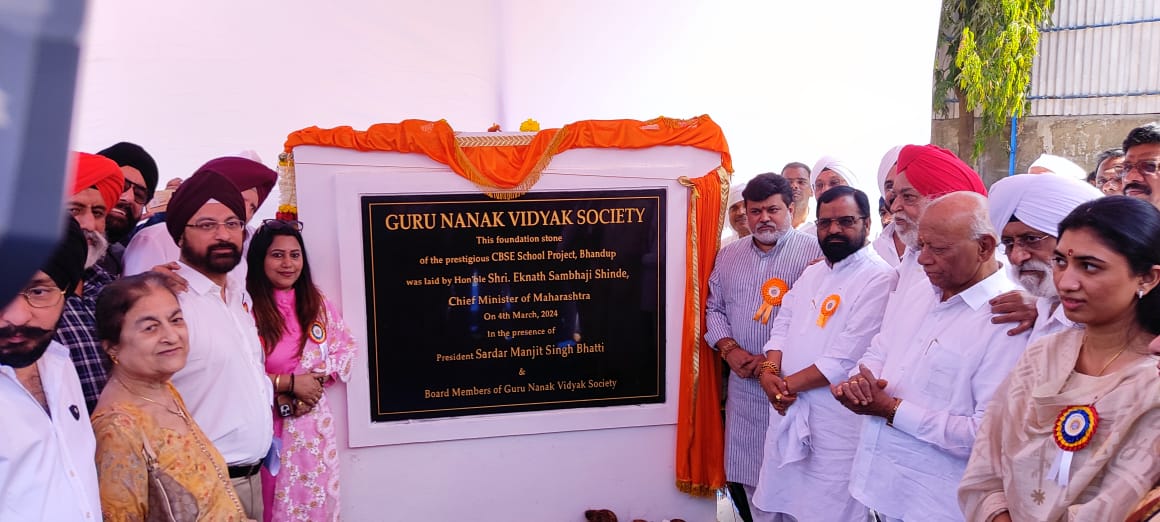 GURU NANAK VIDYAK SOCIETY
This foundation stone
of the prestigious CBSE School Project, Bhandup
was laid by Hon'ble Shri. Eknath Sambhaji Shinde,
Chief Minister of Maharashtra
On 4th March, 2024
In the presence of
President Sardar Manjit Singh Bhatti
&
Board Members of Guru Nanak Vidyak Society